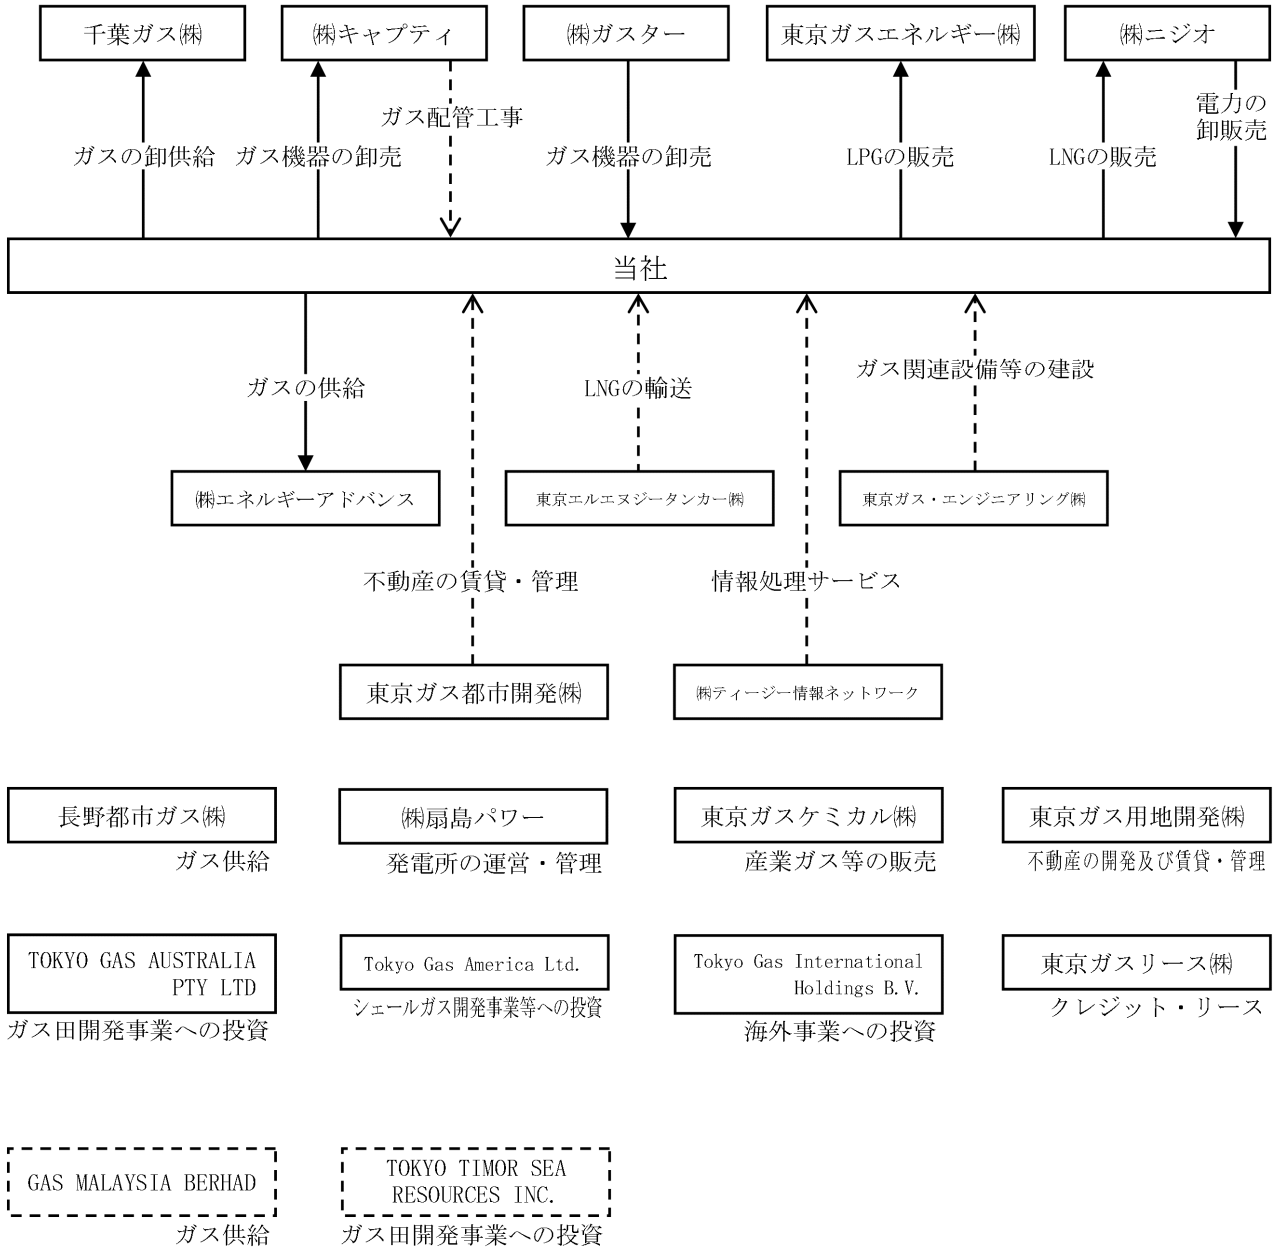 千葉ガス㈱
㈱キャプティ
㈱ガスター
東京ガスエネルギー㈱
㈱ニジオ
ガスの卸供給
ガス機器の卸売
ガス配管工事
ガス機器の卸売
LPGの販売
LNGの販売
電力の
卸販売
当社
ガスの供給
LNGの輸送
ガス関連設備等の建設
㈱エネルギーアドバンス
東京エルエヌジータンカー㈱
東京ガス・エンジニアリング㈱
不動産の賃貸・管理
情報処理サービス
東京ガス都市開発㈱
㈱ティージー情報ネットワーク
長野都市ガス㈱
ガス供給
㈱扇島パワー
発電所の運営・管理
東京ガスケミカル㈱
産業ガス等の販売
東京ガス用地開発㈱
不動産の開発及び賃貸・管理
TOKYO GAS AUSTRALIA
PTY LTD
ガス田開発事業への投資
Tokyo Gas America Ltd.
シェールガス開発事業等への投資
Tokyo Gas International
Holdings B.V.
海外事業への投資
東京ガスリース㈱
クレジット・リース
GAS MALAYSIA BERHAD
ガス供給
TOKYO TIMOR SEA
RESOURCES INC.
ガス田開発事業への投資